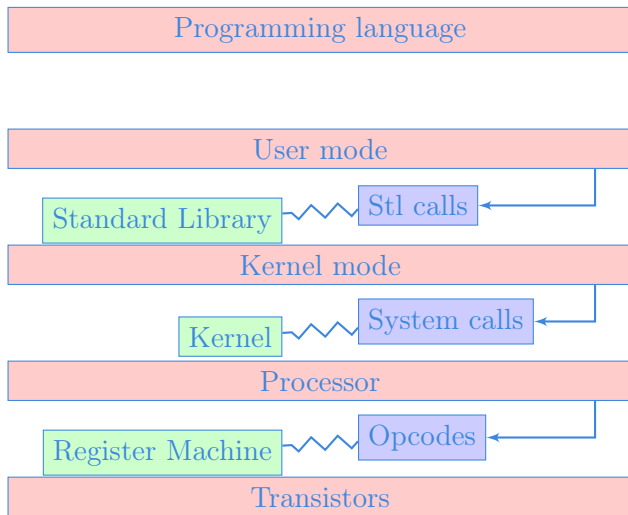 Programming language
User mode
Stl calls
Standard Library
Kernel mode
System calls
Kernel
Processor
Opcodes
Register Machine
Transistors